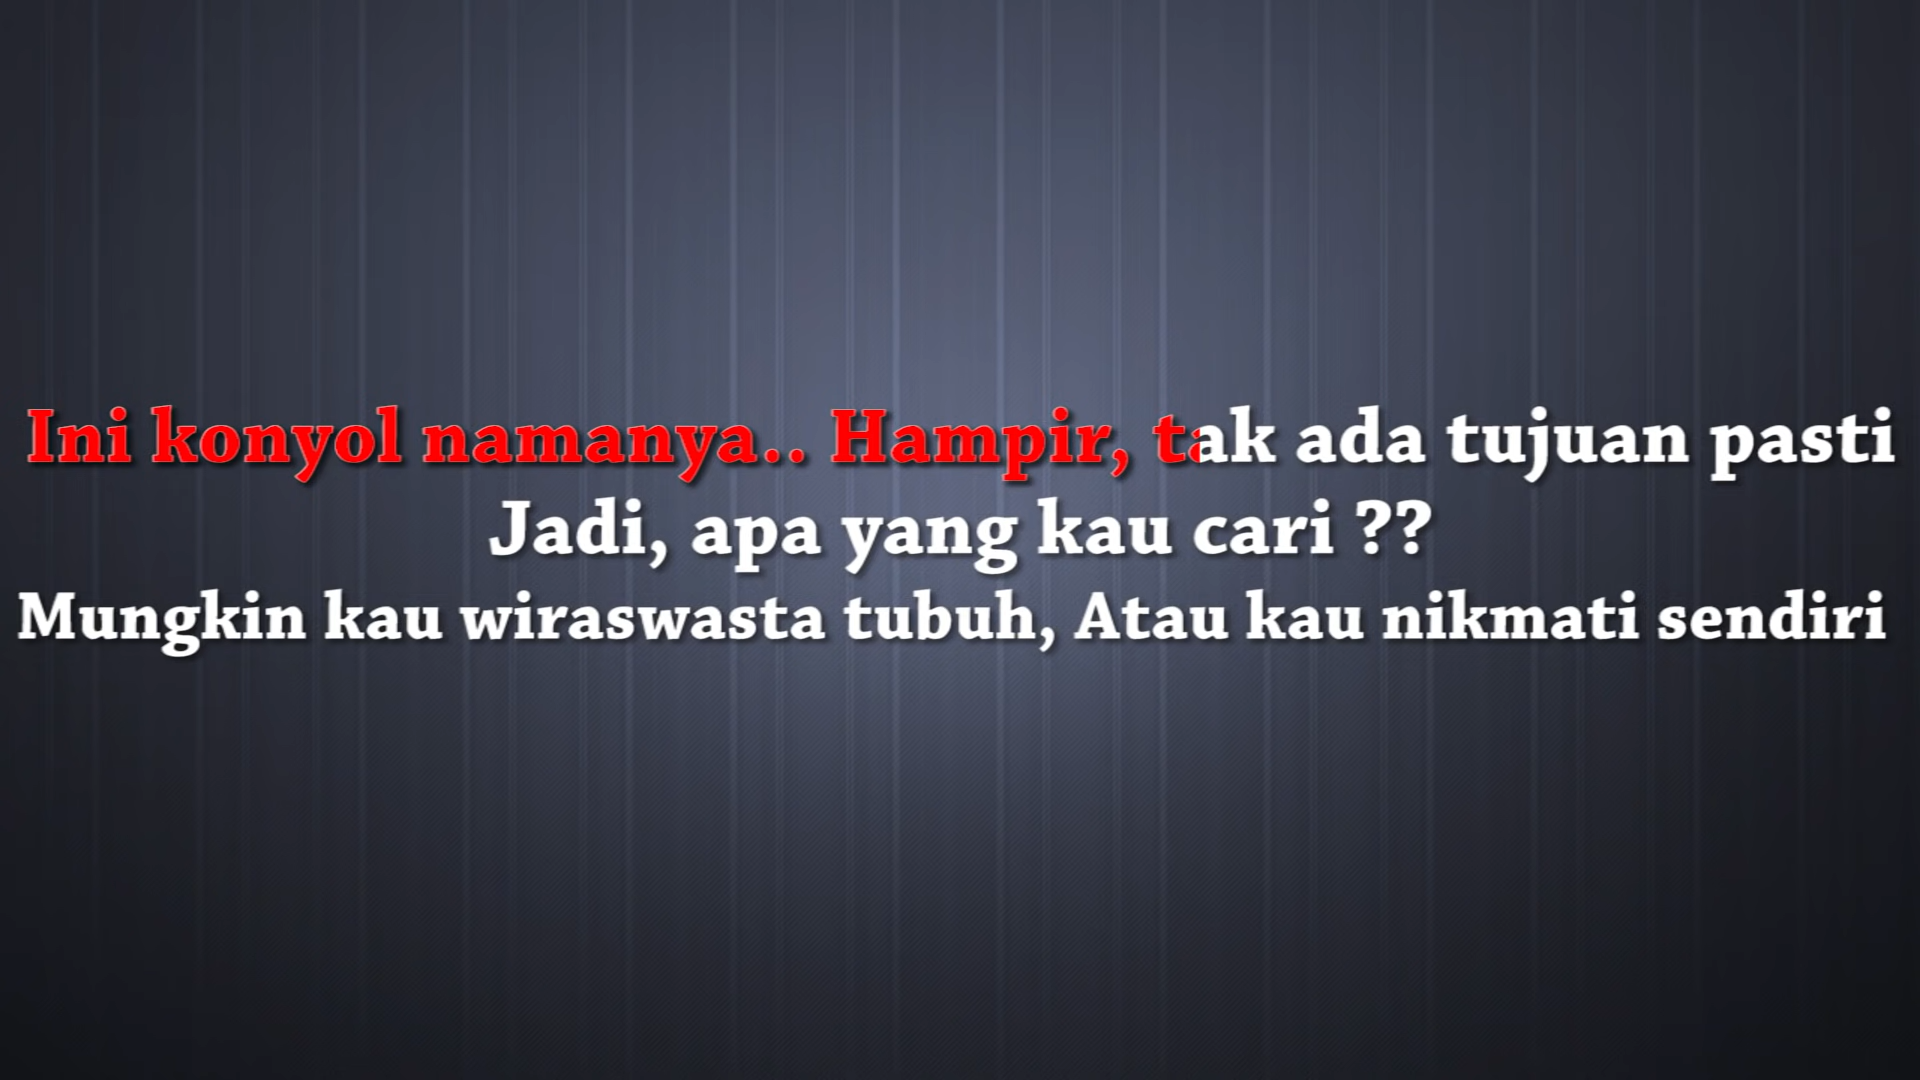 Ini konyol namanya.. Hampir, tak ada tujuan pasti
Jadi, apa yang kau cari ??
Mungkin kau wiraswasta tubuh, Atau kau nikmati sendiri